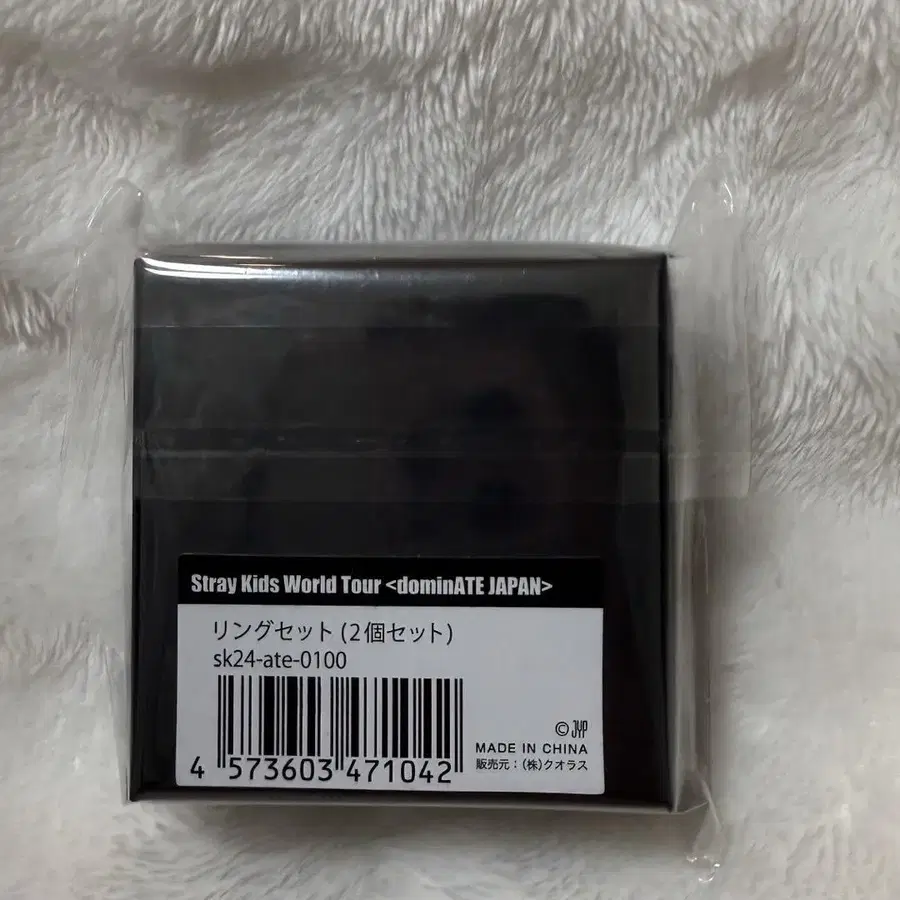 Stray Kids World Tour <dominATE JAPAN>
リングセット(2個セット)
sk24-ate-0100
4 573603 471042
© JYP
MADE IN CHINA
販売元:(株)クオラス